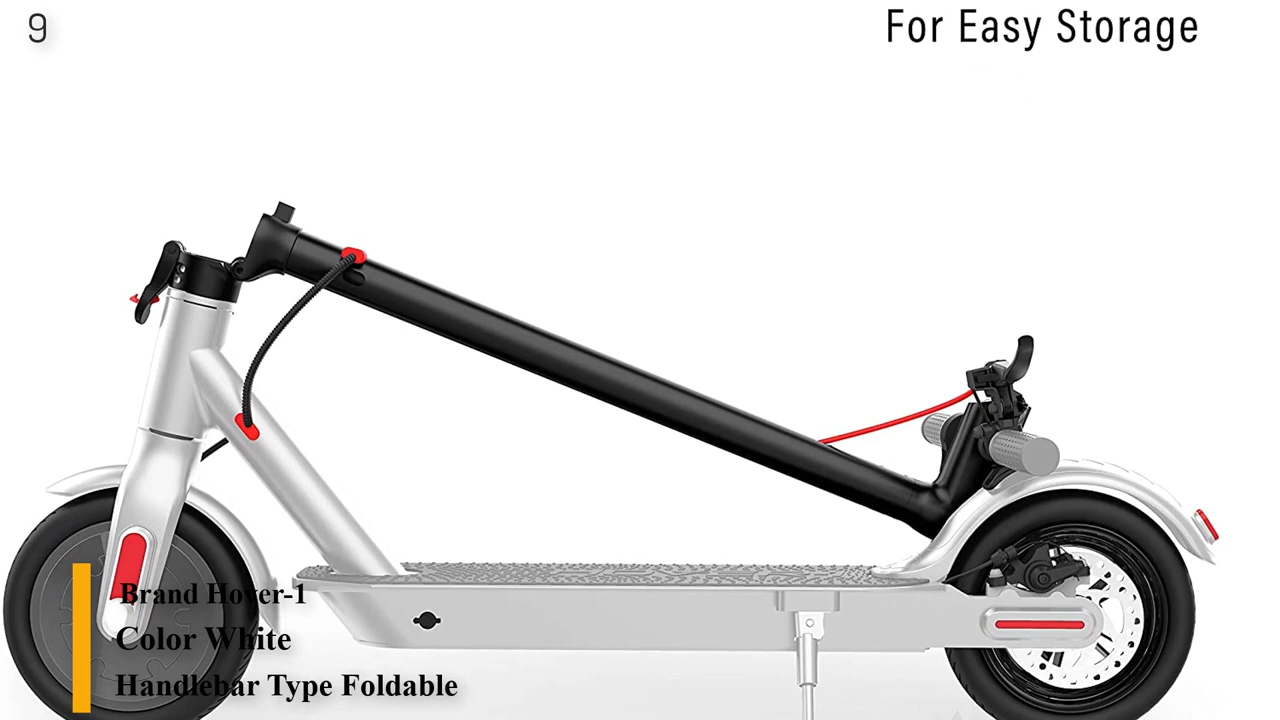 9
For Easy Storage
Brand Hover-1
Color White
Handlebar Type Foldable